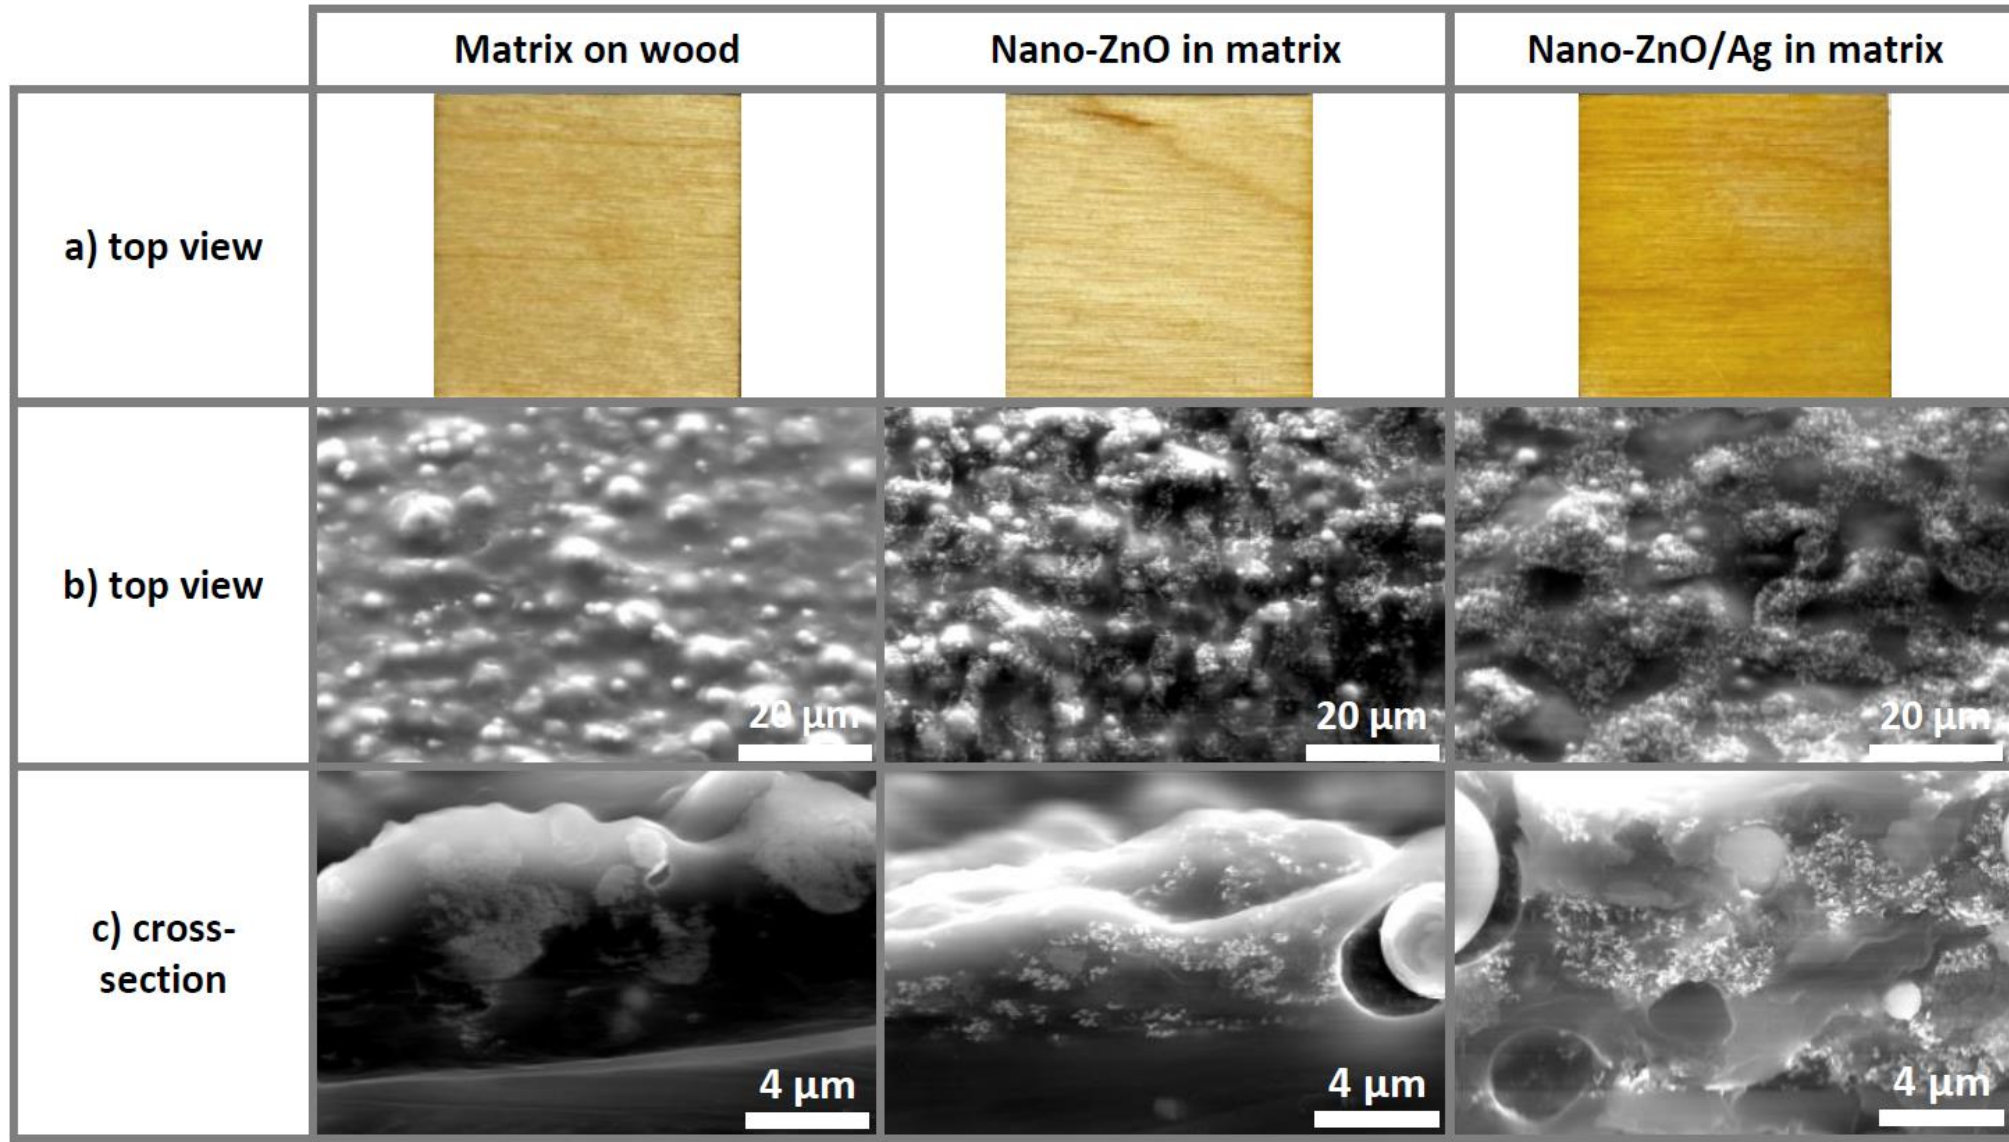 Matrix on wood
Nano-ZnO in matrix
Nano-ZnO/Ag in matrix
a) top view
b) top view
20 µm
20 µm
20 µm
c) cross-
section
4 µm
4 µm
4 µm